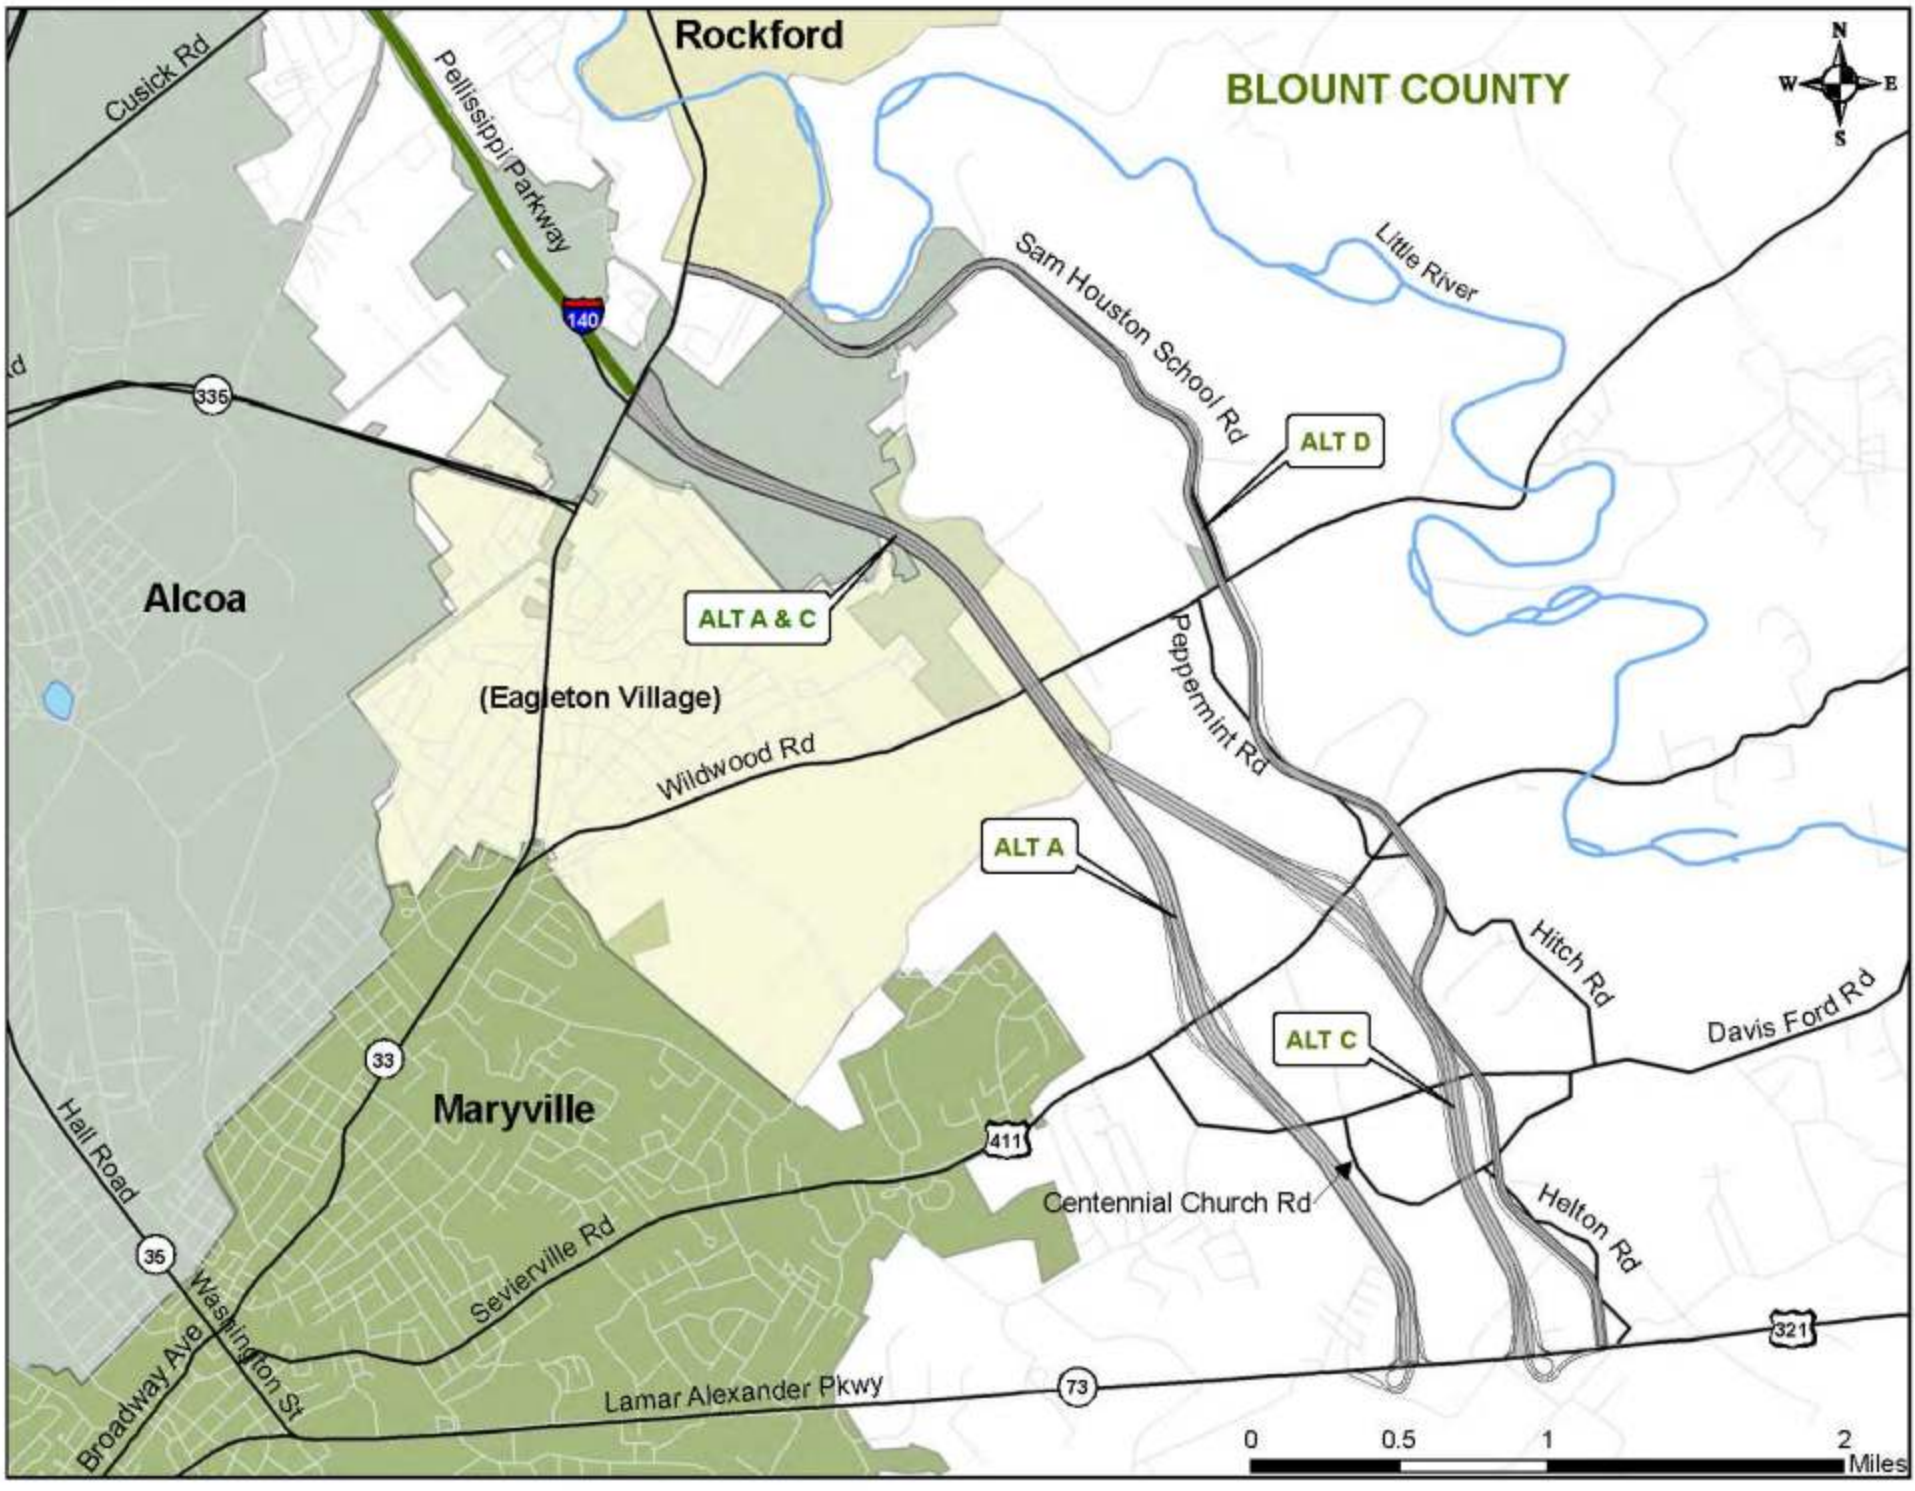 Rockford
BLOUNT COUNTY
N
W
E
S
Cusick Rd
Pellissippi Parkway
Little River
140
Sam Houston School Rd
335
ALT D
Alcoa
ALT A & C
Peppermint Rd
(Eagleton Village)
Wildwood Rd
ALT A
Hitch Rd
Davis Ford Rd
ALT C
33
Maryville
411
Hall Road
Centennial Church Rd
Helton Rd
35
Sevierville Rd
Washington St
Broadway Ave
321
Lamar Alexander Pkwy
73
0 0.5 1 2
Miles